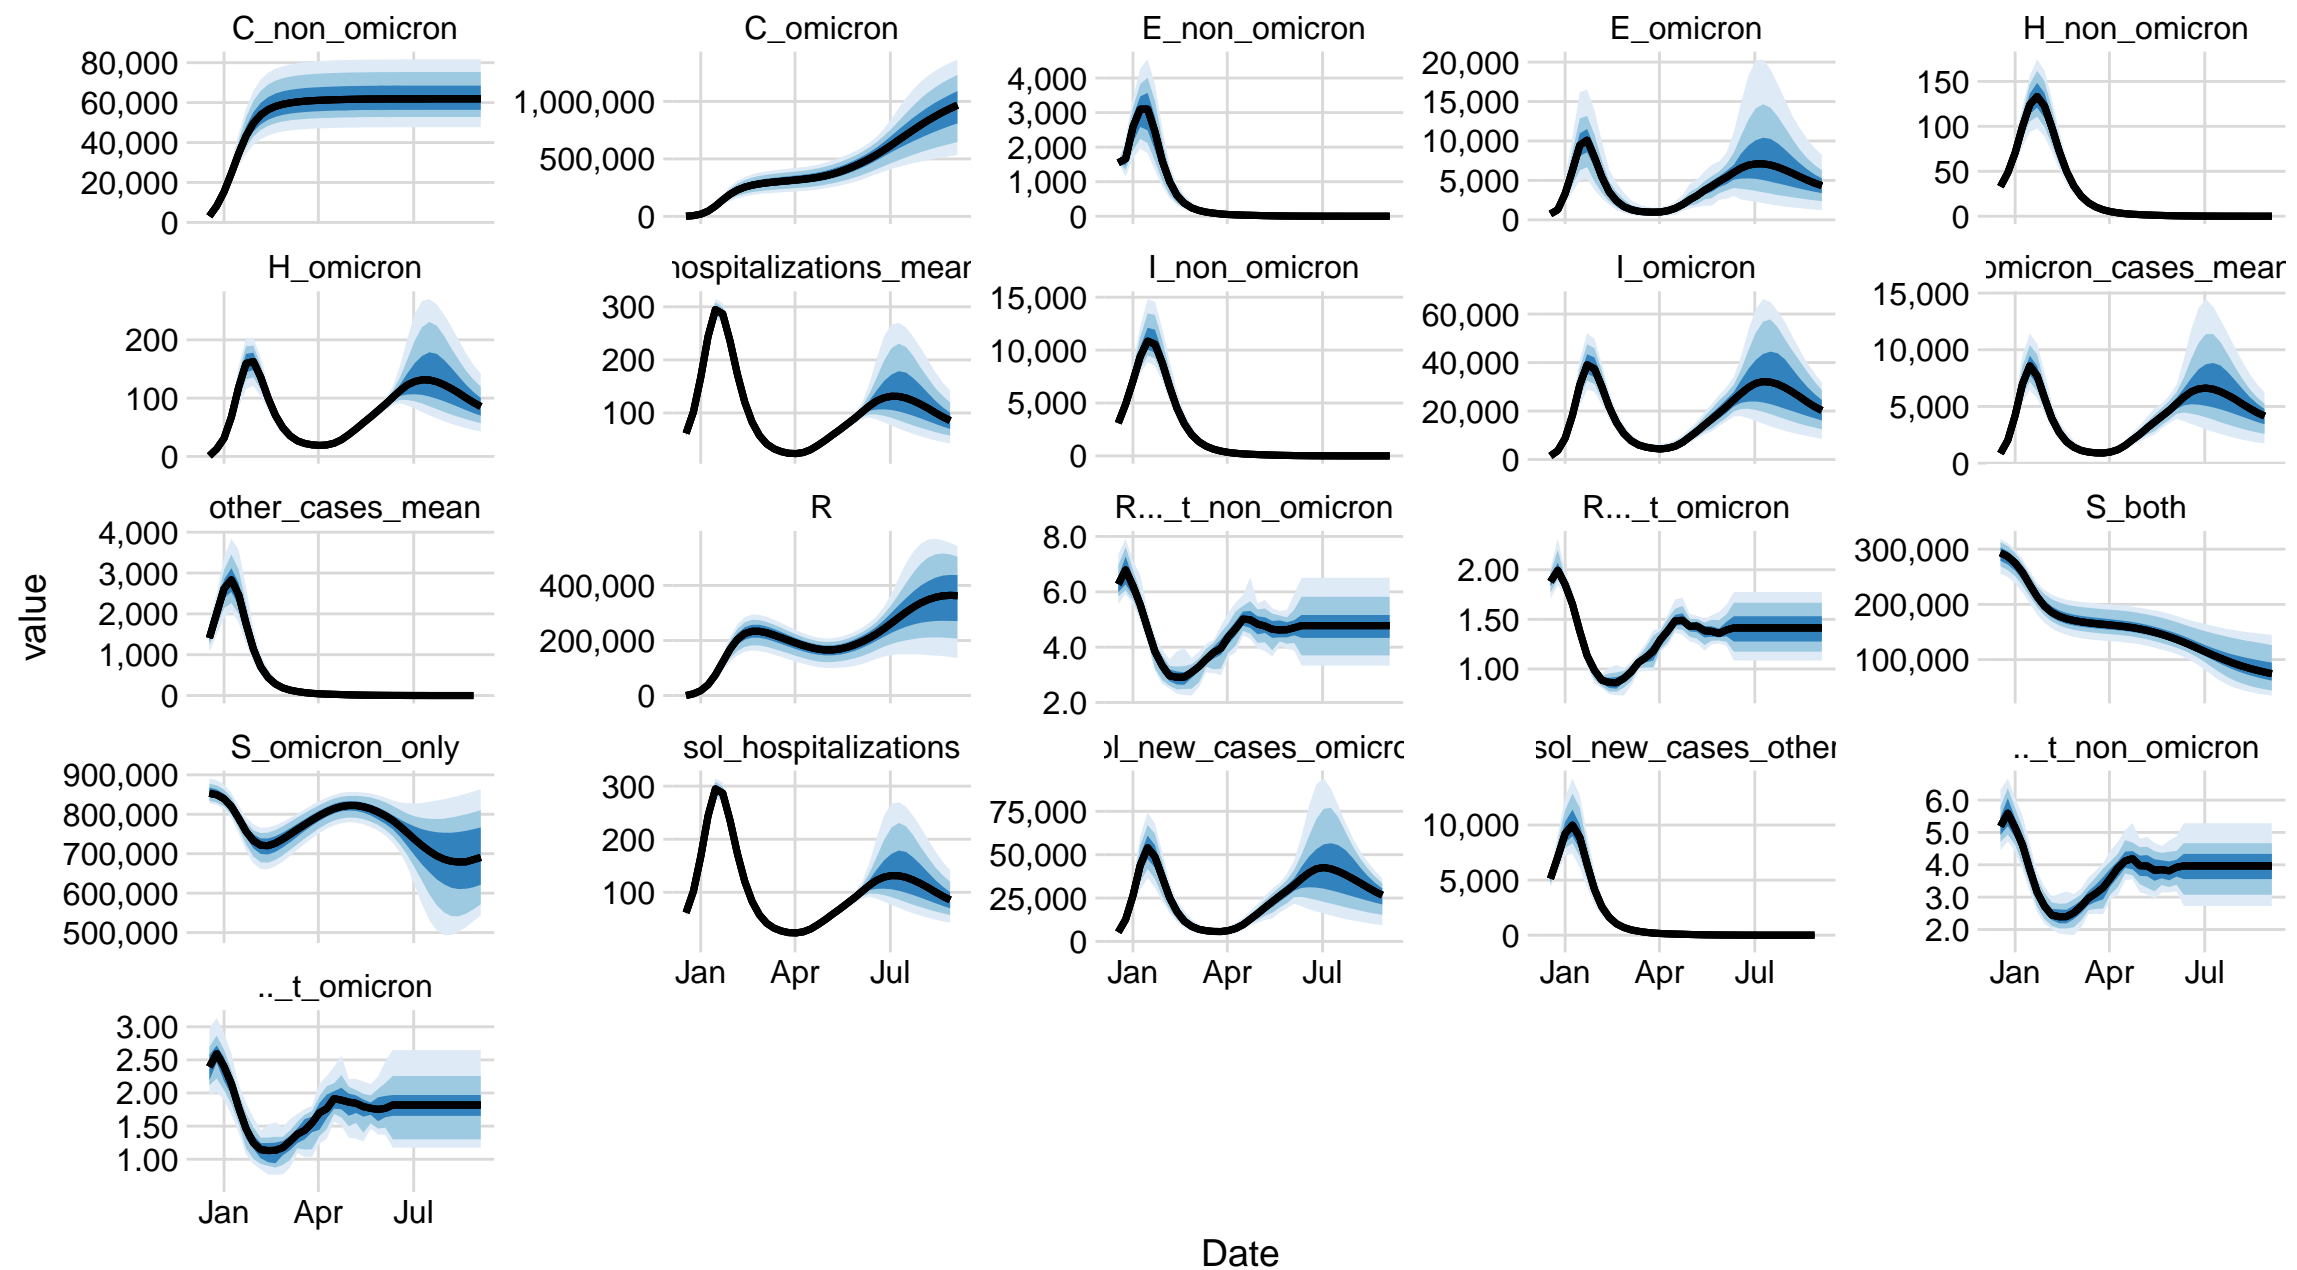 C_non_omicron C_omicron E_non_omicron E_omicron H_non_omicron
80,000 60,000 40,000 20,000 0
1,000,000 500,000 0
4,000 3,000 2,000 1,000 0
20,000 15,000 10,000 5,000 0
150 100 50 0
H_omicron hospitalizations_mean I_non_omicron I_omicron omicron_cases_mean
200 100 0
300 200 100
15,000 10,000 5,000 0
60,000 40,000 20,000 0
15,000 10,000 5,000 0
other_cases_mean R R..._t_non_omicron R..._t_omicron S_both
4,000 3,000 2,000 1,000 0
400,000 200,000 0
8.0 6.0 4.0 2.0
2.00 1.50 1.00
300,000 200,000 100,000
S_omicron_only sol_hospitalizations ol_new_cases_omicro sol_new_cases_other .._t_non_omicron
900,000 800,000 700,000 600,000 500,000
300 200 100
75,000 50,000 25,000 0
10,000 5,000 0
6.0 5.0 4.0 3.0 2.0
Jan Apr Jul
Jan Apr Jul
Jan Apr Jul
Jan Apr Jul
.._t_omicron
3.00 2.50 2.00 1.50 1.00
Jan Apr Jul
value
Date